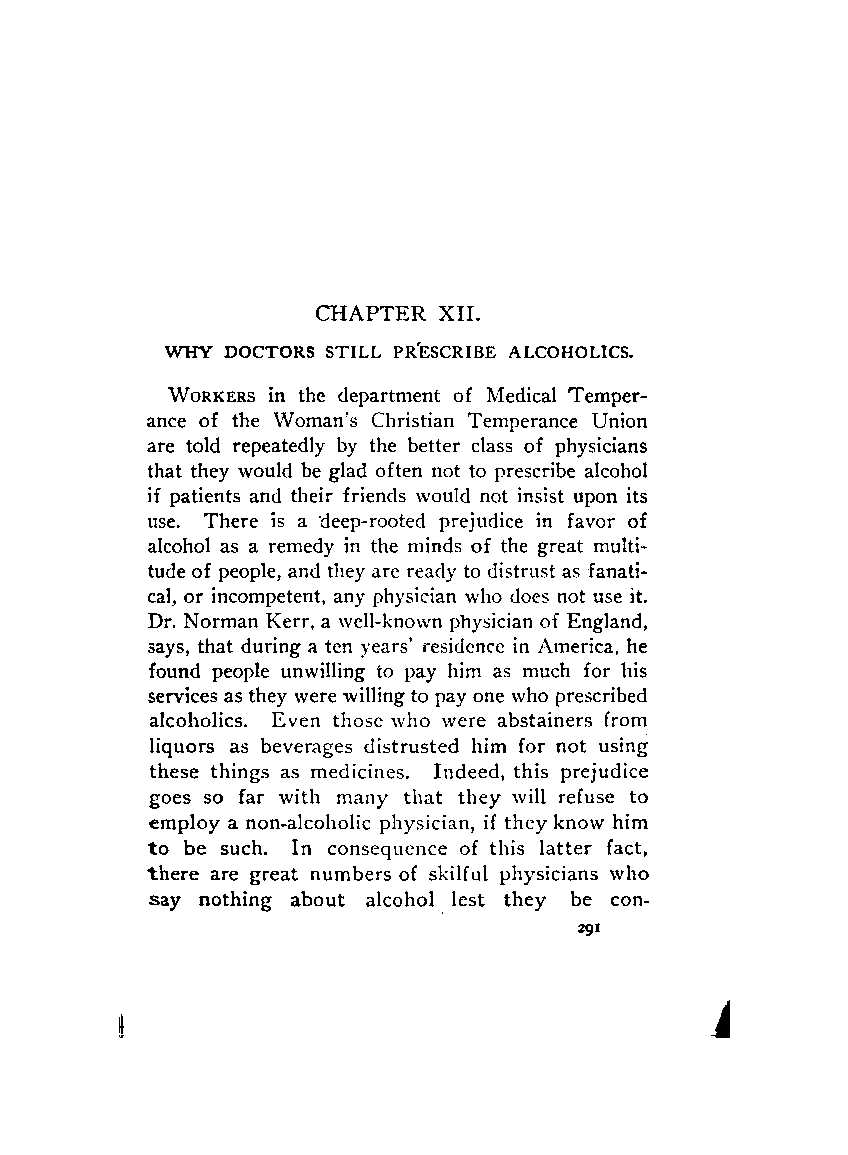 CHAPTER XII.
WHY DOCTORS STILL PRESCRIBE ALCOHOLICS.
WORKERS in the department of Medical Temper-
ance of the Woman's Christian Temperance Union
are told repeatedly by the better class of physicians
that they would be glad often not to prescribe alcohol
if patients and their friends would not insist upon its
use. There is a deep-rooted prejudice in favor of
alcohol as a remedy in the minds of the great multi-
tude of people, and they are ready to distrust as fanati-
cal, or incompetent, any physician who does not use it.
Dr. Norman Kerr, a well-known physician of England,
says, that during a ten years' residence in America, he
found people unwilling to pay him as much for his
services as they were willing to pay one who prescribed
alcoholics. Even those who were abstainers from
liquors as beverages distrusted him for not using
these things as medicines. Indeed, this prejudice
goes so far with many that they will refuse to
employ a non-alcoholic physician, if they know him
to be such. In consequence of this latter fact,
there are great numbers of skilful physicians who
say nothing about alcohol lest they be con-
291